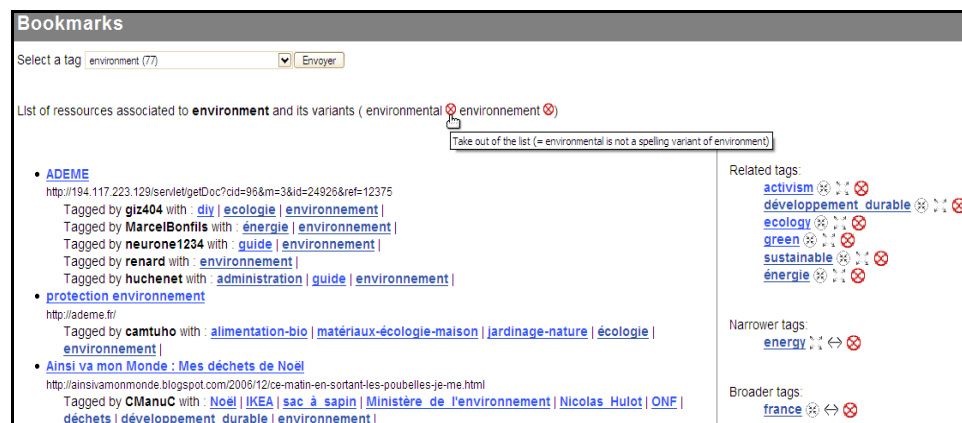 Bookmarks
Select a tag environment (77) Envoyer
List of ressources associated to environment and its variants ( environmental environnement )
Take out of the list (= environmental is not a spelling variant of environment)
• ADEME
http://194.117.223.129/servlet/getDoc?cid=96&m=3&id=24926&ref=12375
Tagged by giz404 with : diy | ecologie | environnement |
Tagged by MarcelBonfils with : énergie | environnement |
Tagged by neurone1234 with : guide | environnement |
Tagged by renard with : environnement |
Tagged by huchenet with : administration | guide | environnement |
• protection environnement
http://ademe.fr/
Tagged by camtuho with : alimentation-bio | matériaux-écologie-maison | jardinage-nature | écologie |
environnement |
• Ainsi va mon Monde : Mes déchets de Noël
http://ainsivamonmonde.blogspot.com/2006/12/ce-matin-en-sortant-les-poubelles-je-me.html
Tagged by CManuC with : Noël | IKEA | sac à sapin | Ministère de l'environnement | Nicolas Hulot | ONF |
déchets | développement durable | environnement |
Related tags:
activism
développement durable
ecology
green
sustainable
énergie
Narrower tags:
energy
Broader tags:
france